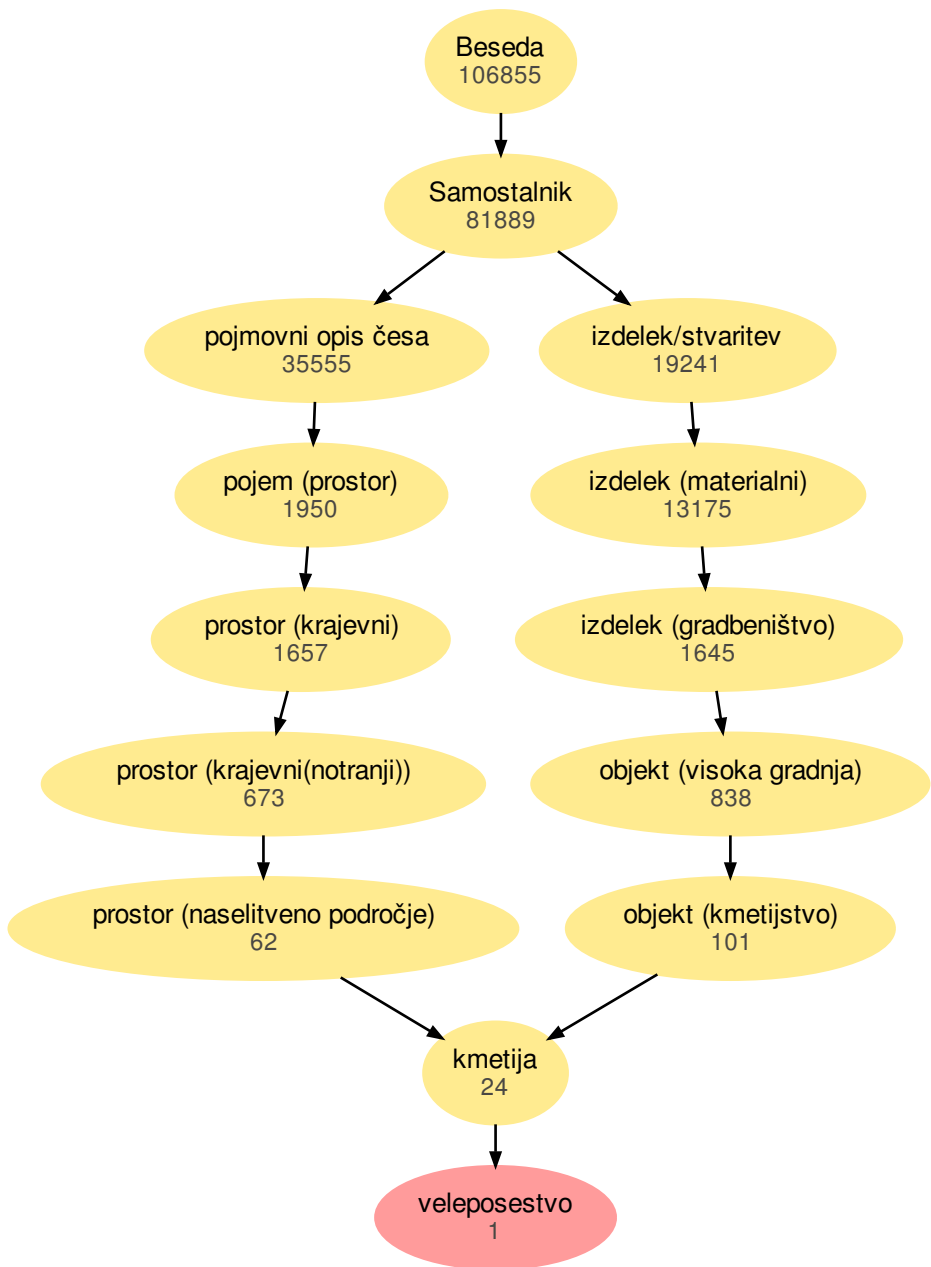 Beseda
106855
Samostalnik
81889
pojmovni opis česa
35555
izdelek/stvaritev
19241
pojem (prostor)
1950
izdelek (materialni)
13175
prostor (krajevni)
1657
izdelek (gradbeništvo)
1645
prostor (krajevni(notranji))
673
objekt (visoka gradnja)
838
prostor (naselitveno področje)
62
objekt (kmetijstvo)
101
kmetija
24
veleposestvo
1